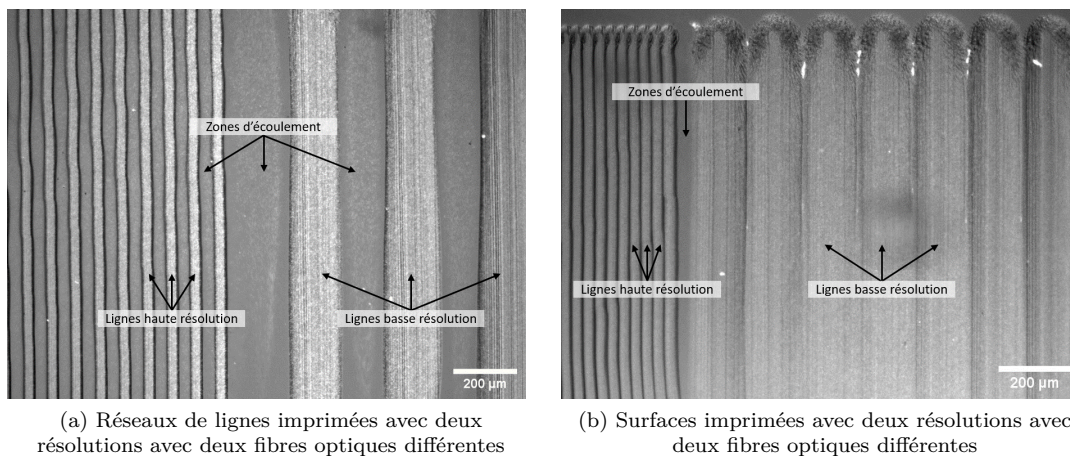 Zones d'écoulement
Lignes haute résolution
Lignes basse résolution
200 µm
(a) Réseaux de lignes imprimées avec deux
résolutions avec deux fibres optiques différentes
Zones d'écoulement
Lignes haute résolution
Lignes basse résolution
200 µm
(b) Surfaces imprimées avec deux résolutions avec
deux fibres optiques différentes